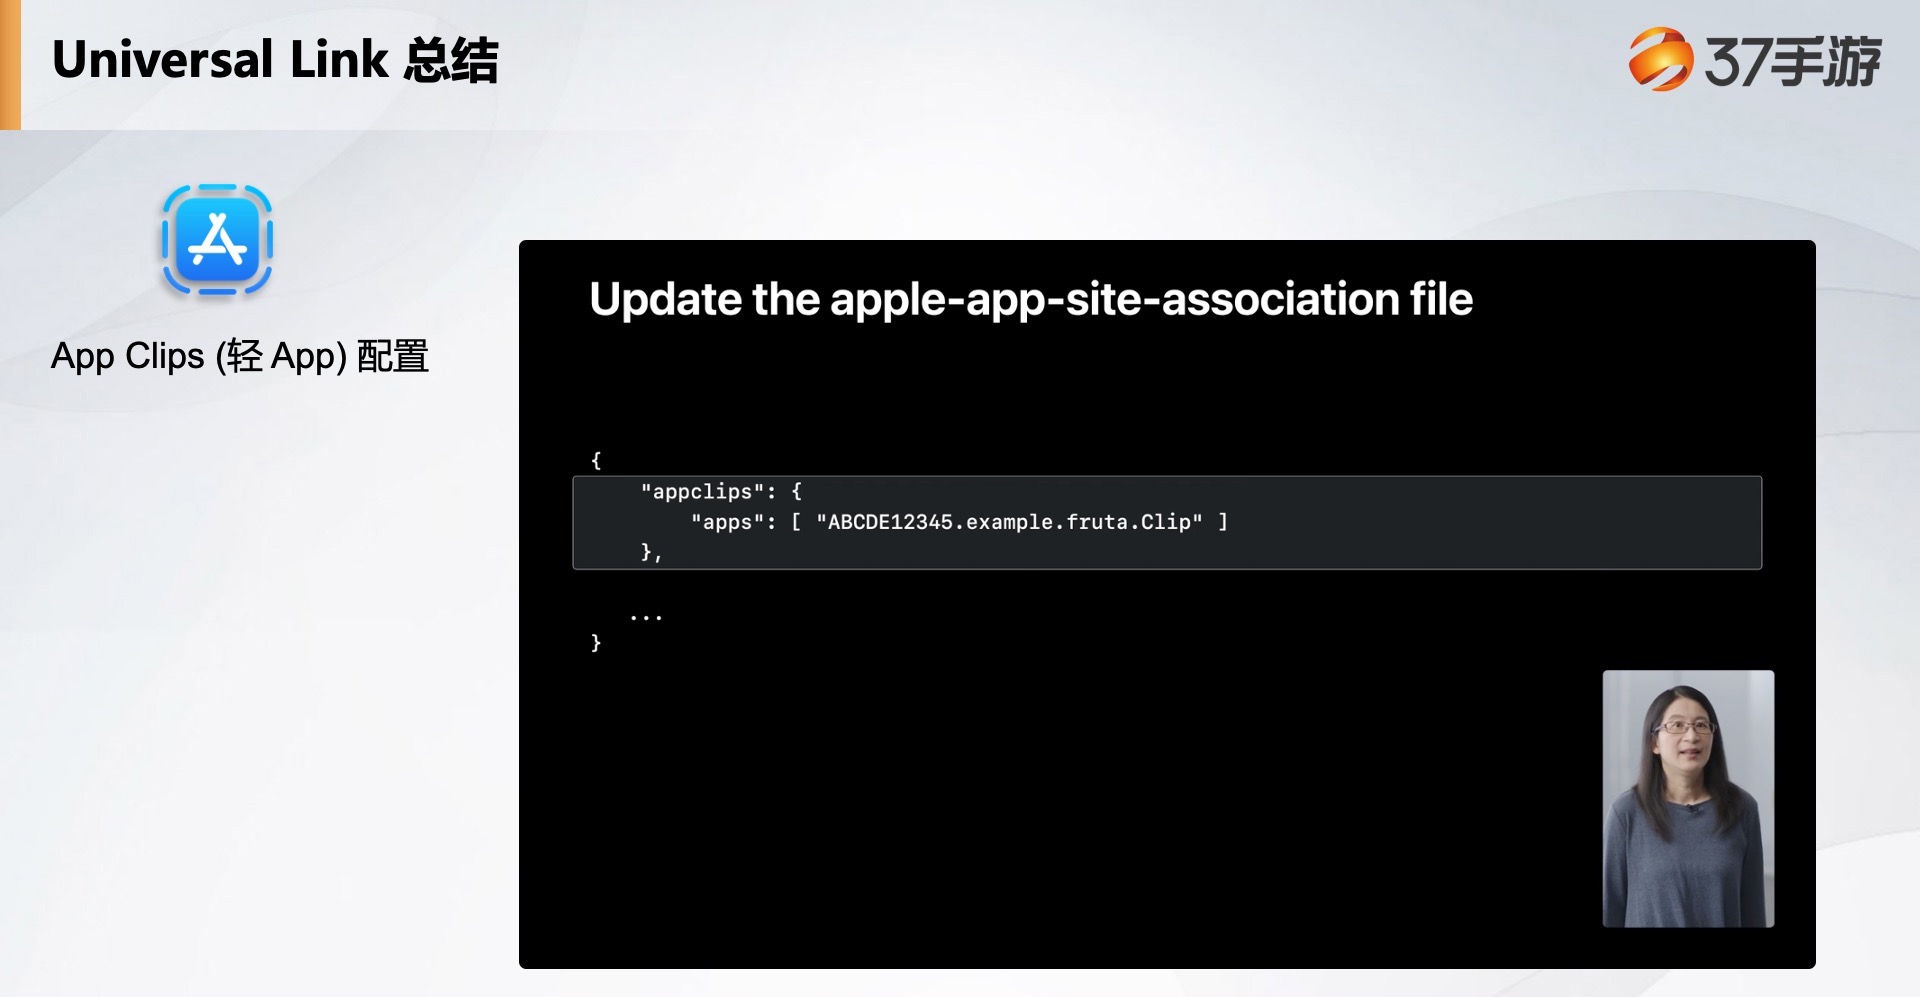 Universal Link 总结
37手游
App Clips (轻 App) 配置
Update the apple-app-site-association file
{
"appclips": {
"apps": [ "ABCDE12345.example.fruta.Clip" ]
},
...
}